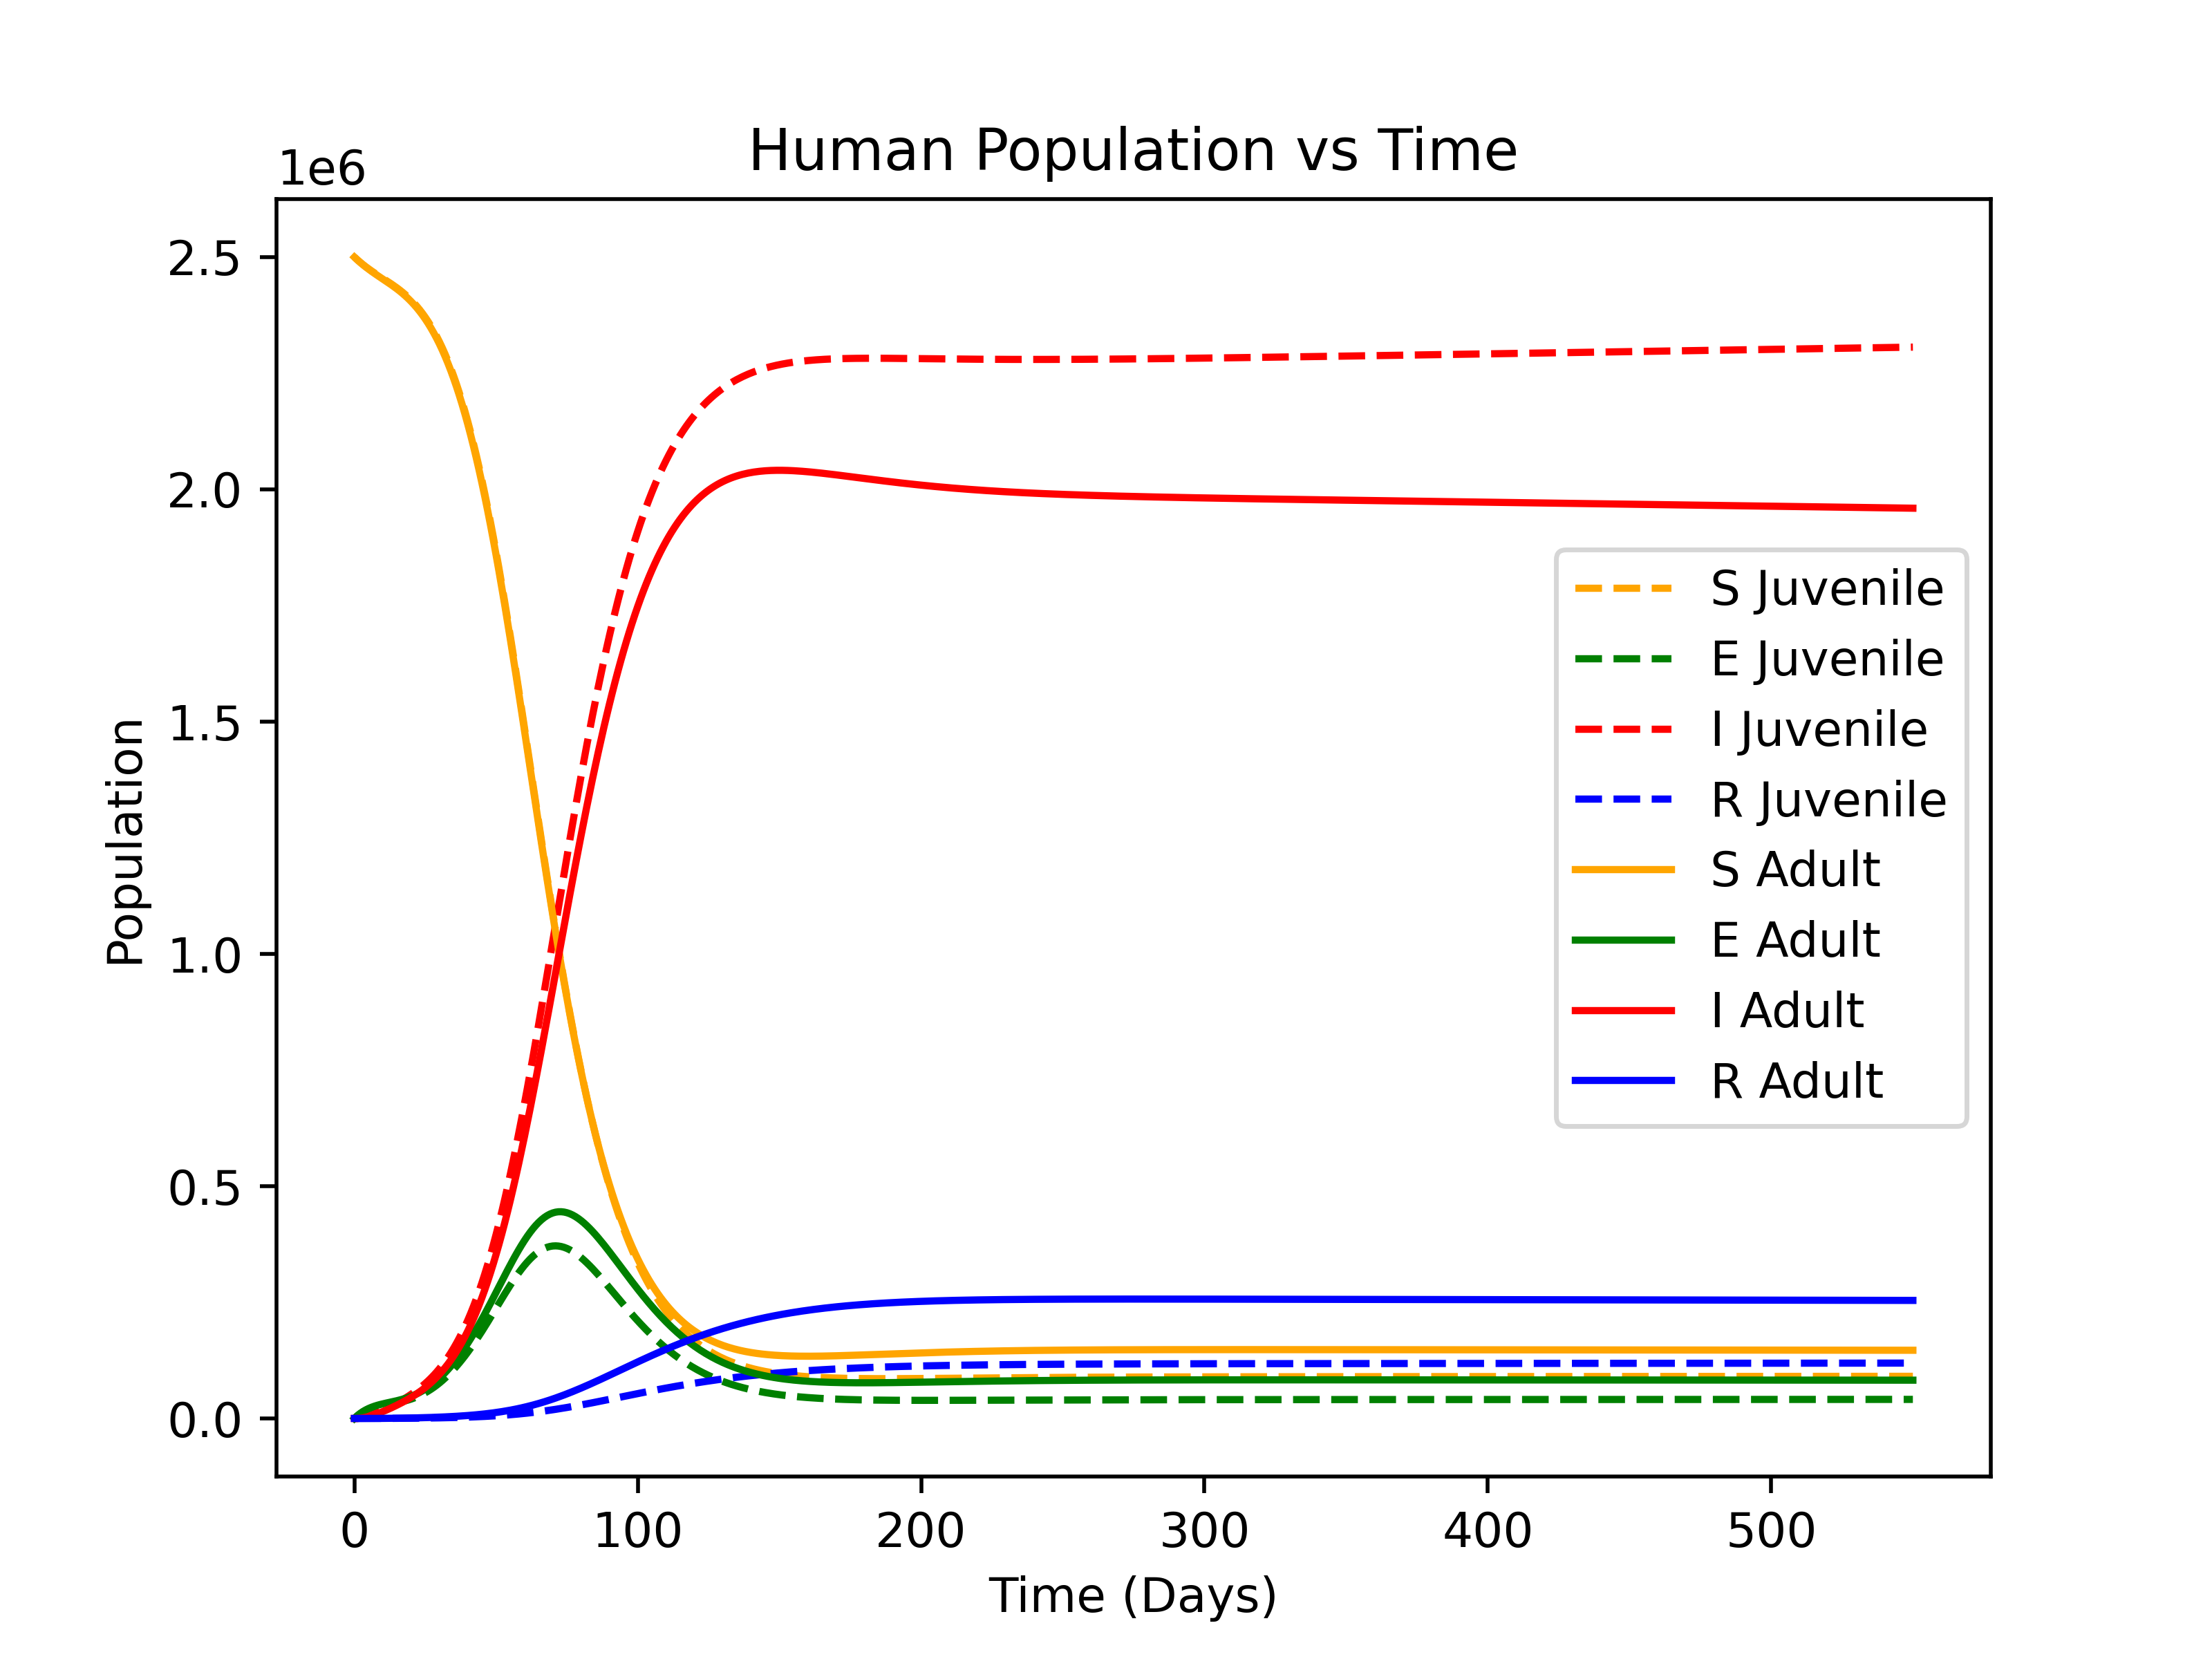 Human Population vs Time
1e6
2.5
2.0
1.5
1.0
0.5
0.0
Population
S Juvenile
E Juvenile
I Juvenile
R Juvenile
S Adult
E Adult
I Adult
R Adult
0 100 200 300 400 500
Time (Days)